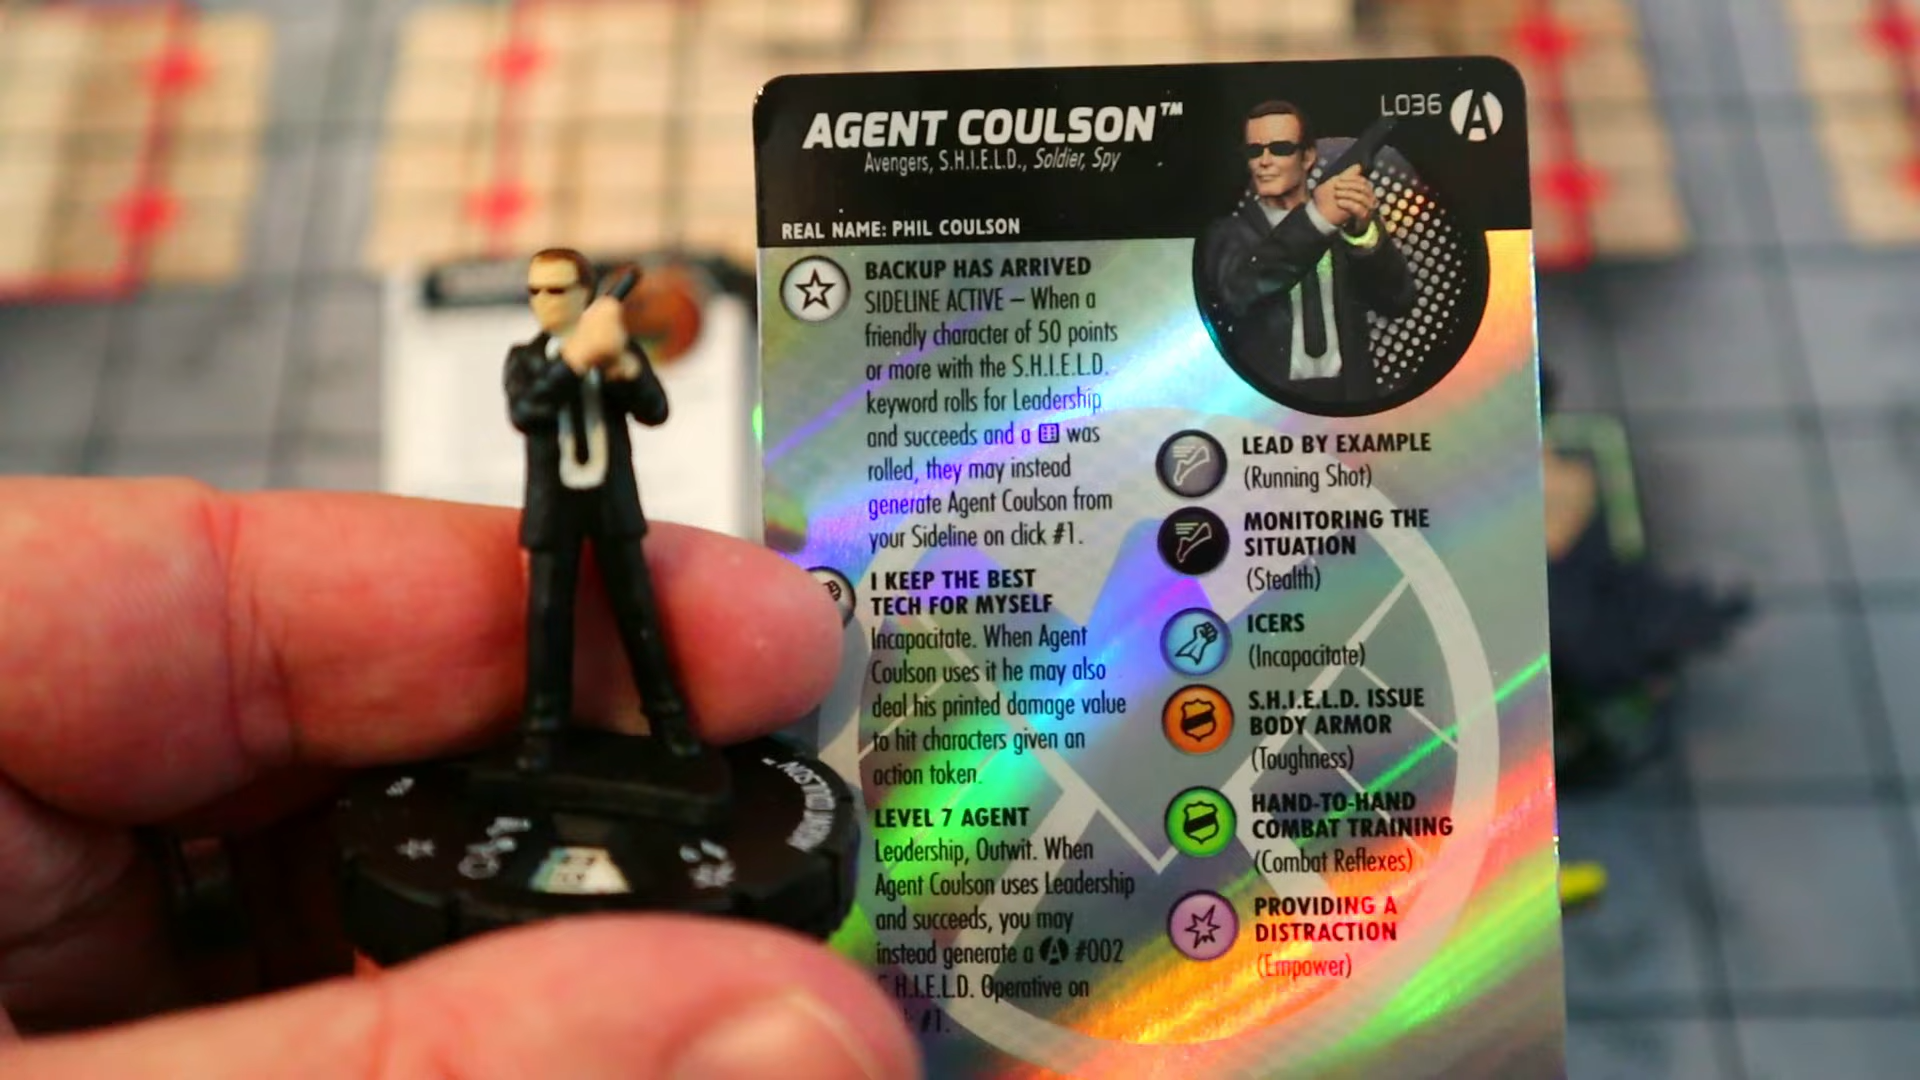 AGENT COULSON™
Avengers, S.H.I.E.L.D., Soldier, Spy
L036
REAL NAME: PHIL COULSON
BACKUP HAS ARRIVED
SIDELINE ACTIVE – When a
friendly character of 50 points
or more with the S.H.I.E.L.D.
keyword rolls for Leadership
and succeeds and a was
rolled, they may instead
generate Agent Coulson from
your Sideline on click #1.
I KEEP THE BEST
TECH FOR MYSELF
Incapacitate. When Agent
Coulson uses it he may also
deal his printed damage value
to hit characters given an
action token.
LEVEL 7 AGENT
Leadership, Outwit. When
Agent Coulson uses Leadership
and succeeds, you may
instead generate a #002
S.H.I.E.L.D. Operative on
#1.
LEAD BY EXAMPLE
(Running Shot)
MONITORING THE
SITUATION
(Stealth)
ICERS
(Incapacitate)
S.H.I.E.L.D. ISSUE
BODY ARMOR
(Toughness)
HAND-TO-HAND
COMBAT TRAINING
(Combat Reflexes)
PROVIDING A
DISTRACTION
(Empower)
AGENT COULSON™